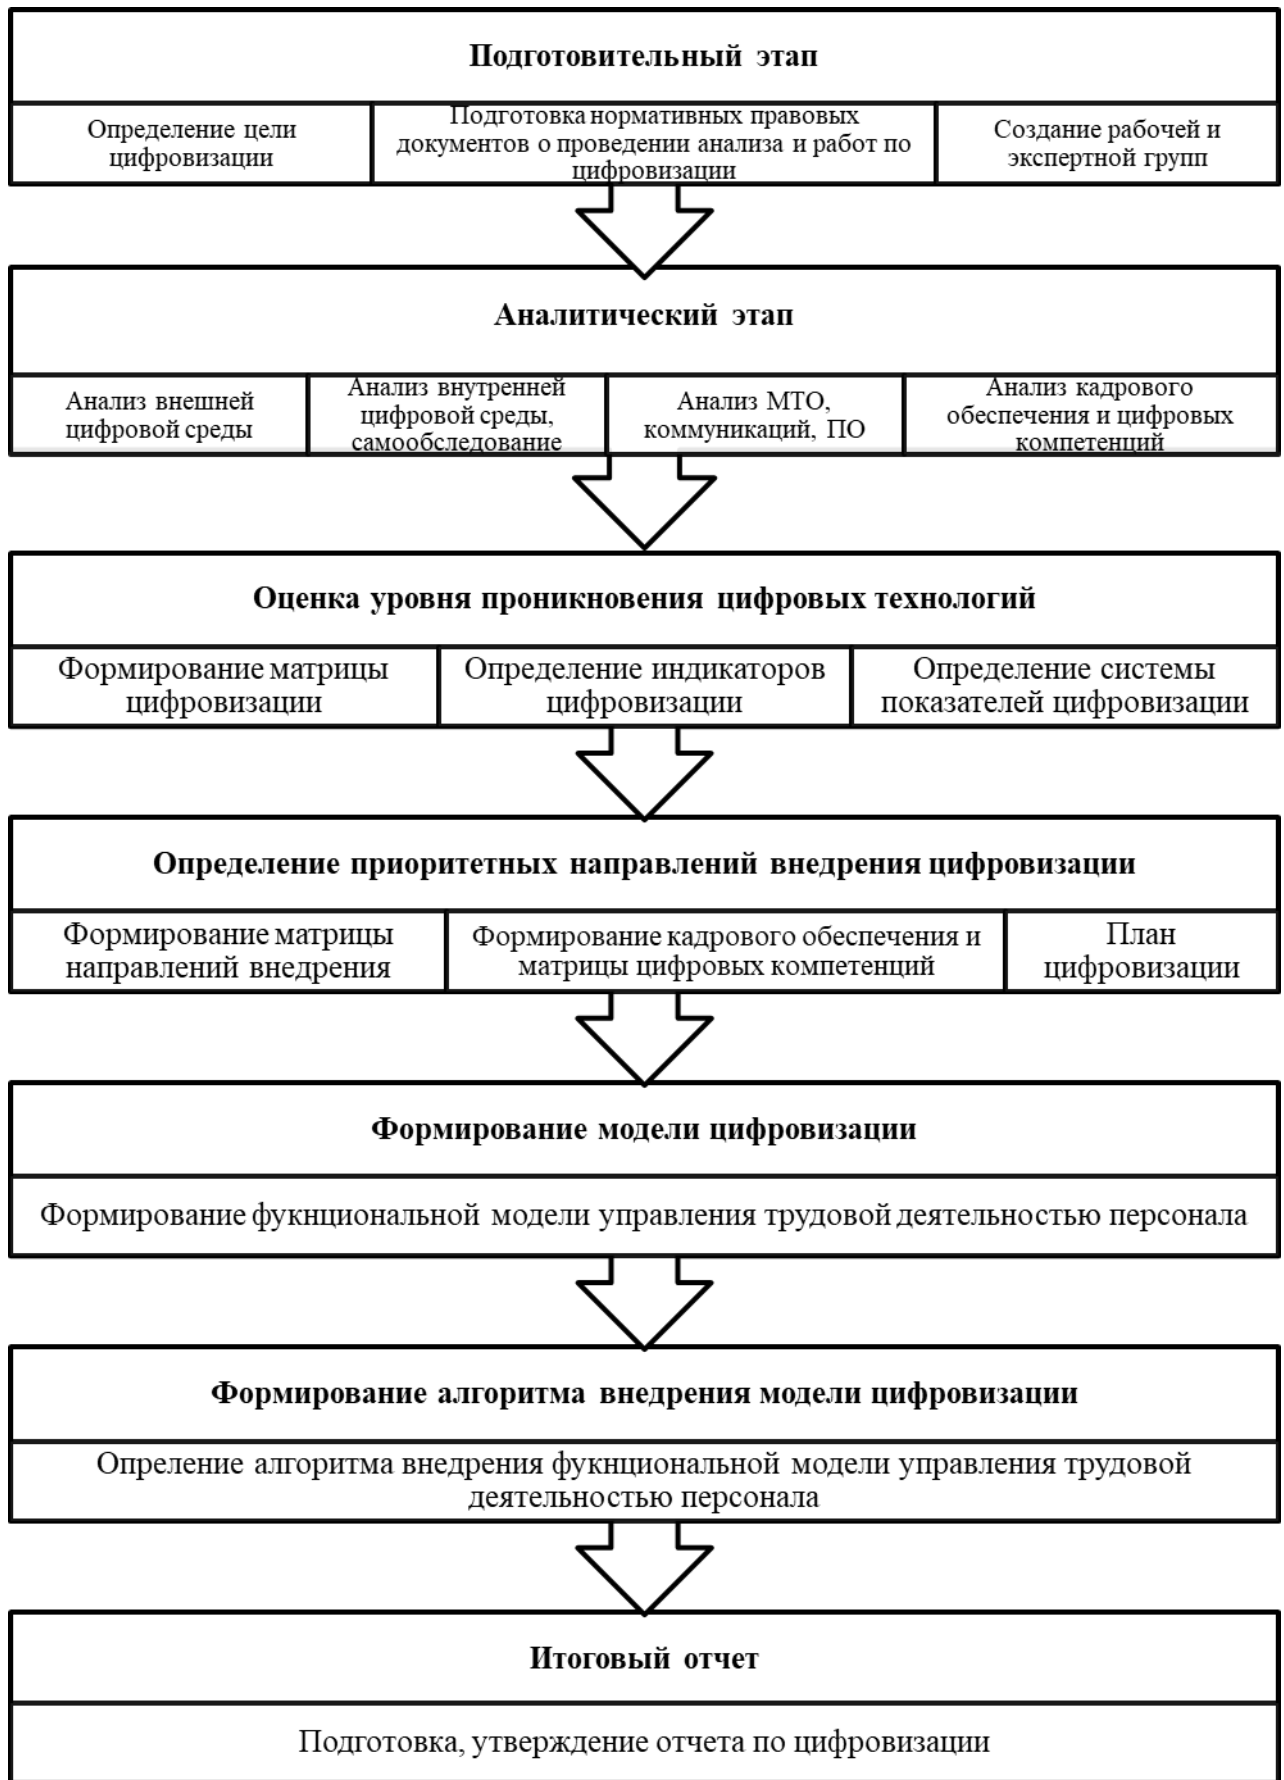 Подготовительный этап
Определение цели
цифровизации
Подготовка нормативных правовых
документов о проведении анализа и работ по
цифровизации
Создание рабочей и
экспертной групп
Аналитический этап
Анализ внешней
цифровой среды
Анализ внутренней
цифровой среды,
самообследование
Анализ МТО,
коммуникаций, ПО
Анализ кадрового
обеспечения и цифровых
компетенций
Оценка уровня проникновения цифровых технологий
Формирование матрицы
цифровизации
Определение индикаторов
цифровизации
Определение системы
показателей цифровизации
Определение приоритетных направлений внедрения цифровизации
Формирование матрицы
направлений внедрения
Формирование кадрового обеспечения и
матрицы цифровых компетенций
План
цифровизации
Формирование модели цифровизации
Формирование фукнциональной модели управления трудовой деятельностью персонала
Формирование алгоритма внедрения модели цифровизации
Опреление алгоритма внедрения фукнциональной модели управления трудовой
деятельностью персонала
Итоговый отчет
Подготовка, утверждение отчета по цифровизации